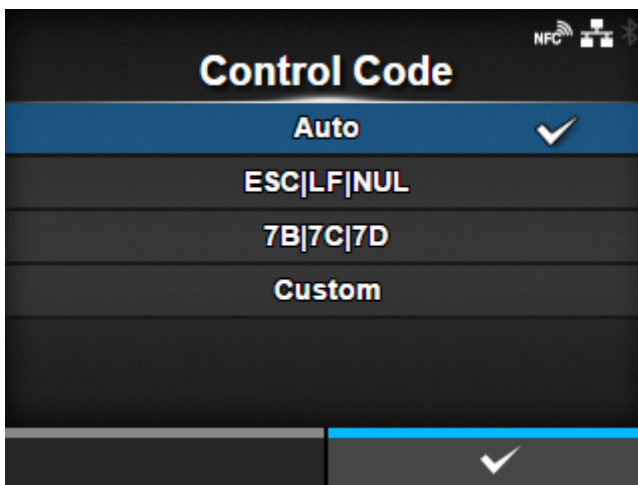 NFC
Control Code
Auto
ESC|LF|NUL
7B|7C|7D
Custom